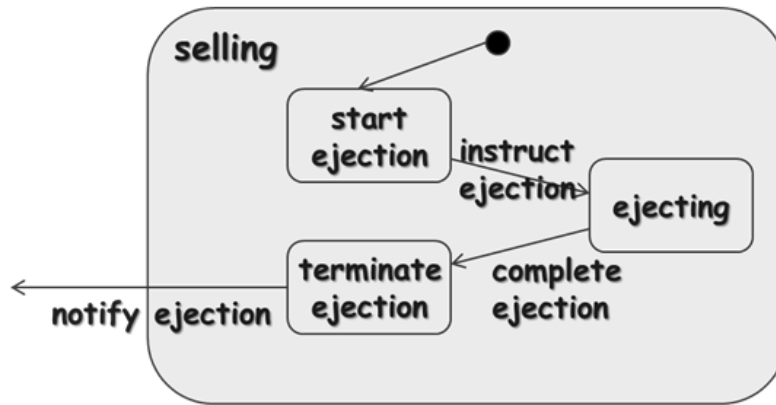 selling
start
ejection
instruct
ejection
ejecting
terminate
ejection
complete
ejection
notify ejection